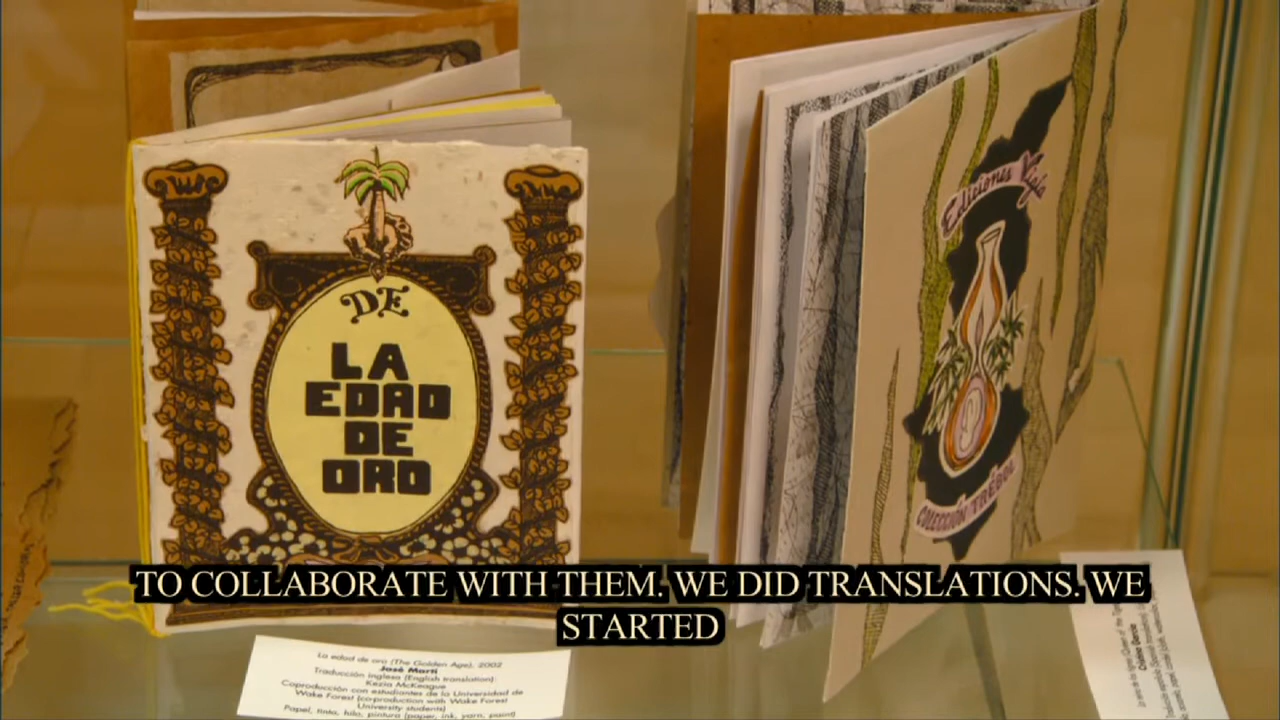 DE
LA
EDAD
DE
ORO
Ediciones Vigía
COLECCIÓN TRÉBOL
TO COLLABORATE WITH THEM. WE DID TRANSLATIONS. WE
STARTED
La edad de oro (The Golden Age), 2002
José Martí
Traducción inglesa (English translation):
Kezia McKeague
Coproducción con estudiantes de la Universidad de
Wake Forest (co-production with Wake Forest
University students)
Papel, tinta, hilo, pintura (paper, ink, yarn, paint)